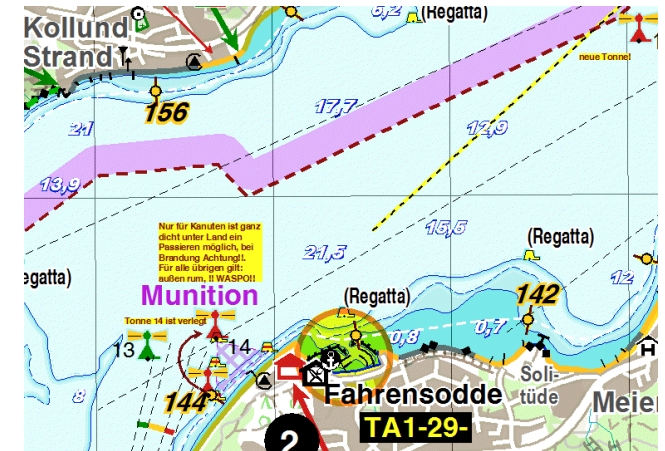 6,2
(Regatta)
Kollund
Strand
neue Tonne!
156
17,7
12,9
21
13,9
15,5
21,5
Nur für Kanuten ist ganz
dicht unter Land ein
Passieren möglich, bei
Brandung Achtung!!.
Für alle übrigen gilt:
außen rum, !! WASPO!!
(Regatta)
egatta)
12
Munition
(Regatta)
142
Tonne 14 ist verlegt
13
14
0,8
0,7
8
144
Soli-
tüde
H
Fahrensodde
Meier
TA1-29-
2